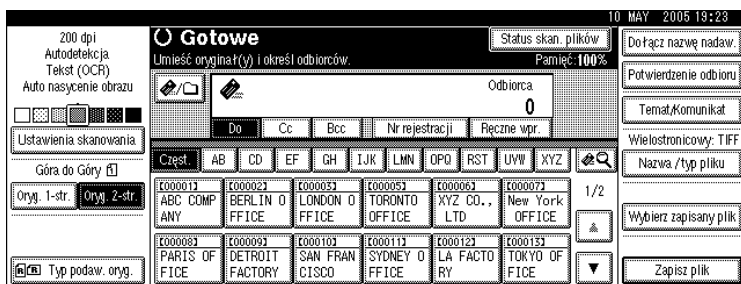 10 MAY 2005 19:23
200 dpi
Autodetekcja
Tekst (OCR)
Auto nasycenie obrazu
Ustawienia skanowania
Góra do Góry
Oryg. 1-str. Oryg. 2-str.
Typ podaw. oryg.
Gotowe
Status skan. plików
Umieść oryginał(y) i określ odbiorców.
Pamięć:100%
Odbiorca
0
Do Cc Bcc Nr rejestracji Ręczne wpr.
Częst. AB CD EF GH IJK LMN OPQ RST UVW XYZ
[00001] [00002] [00003] [00005] [00006] [00007]
ABC COMP BERLIN O LONDON O TORONTO XYZ CO., New York
ANY FFICE FFICE OFFICE LTD OFFICE
1/2
[00008] [00009] [00010] [00011] [00012] [00013]
PARIS OF DETROIT SAN FRAN SYDNEY O LA FACTO TOKYO OF
FICE FACTORY CISCO FFICE RY FICE
Dołącz nazwę nadaw.
Potwierdzenie odbioru
Temat/Komunikat
Wielostronicowy: TIFF
Nazwa /typ pliku
Wybierz zapisany plik
Zapisz plik